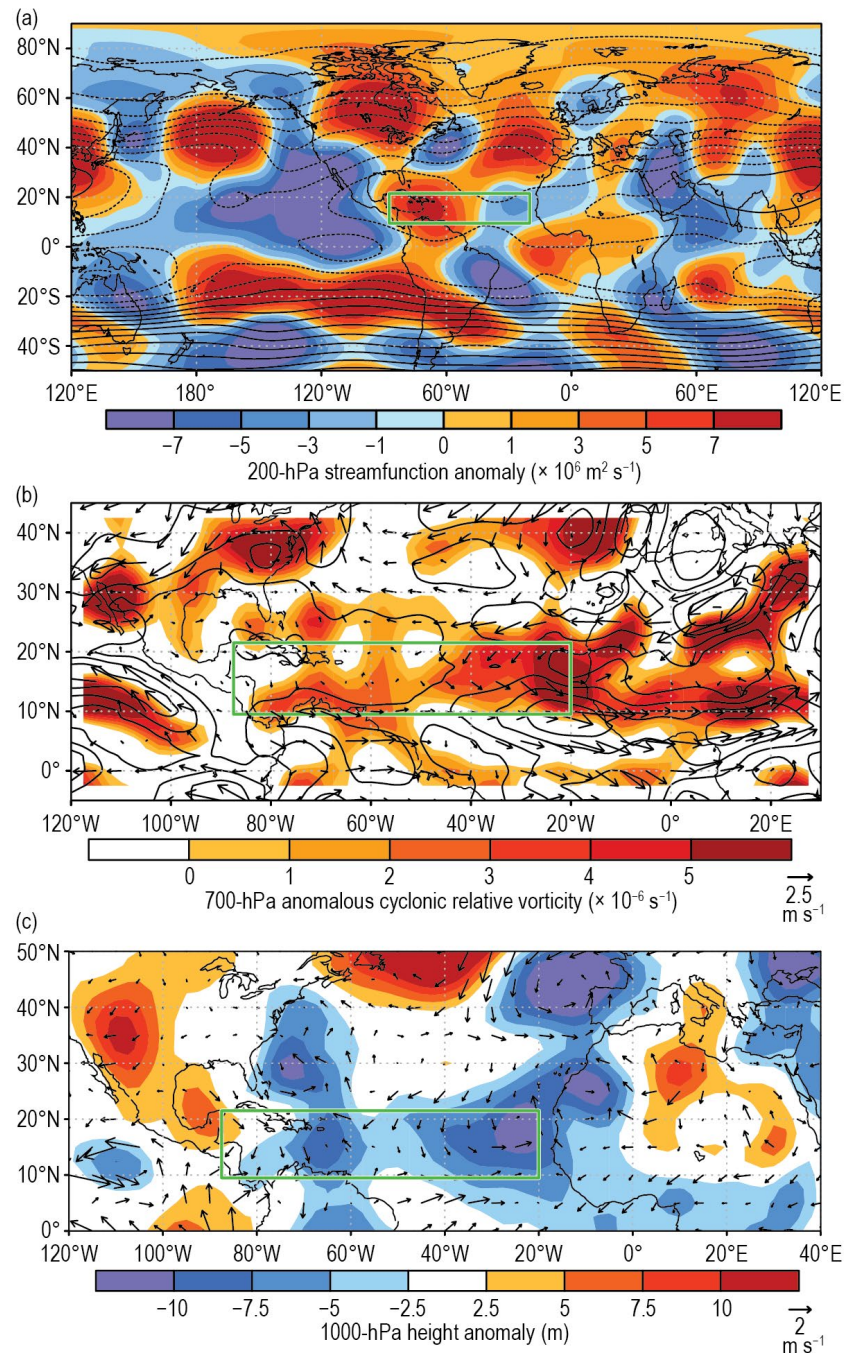 (a)
80°N
60°N
40°N
20°N
0°
20°S
40°S
120°E 180° 120°W 60°W 0° 60°E 120°E
−7 −5 −3 −1 0 1 3 5 7
200-hPa streamfunction anomaly (× 10⁶ m² s⁻¹)
(b)
40°N
30°N
20°N
10°N
0°
120°W 100°W 80°W 60°W 40°W 20°W 0° 20°E
0 1 2 3 4 5
700-hPa anomalous cyclonic relative vorticity (× 10⁻⁶ s⁻¹)
2.5
m s⁻¹
(c)
50°N
40°N
30°N
20°N
10°N
0°
120°W 100°W 80°W 60°W 40°W 20°W 0° 20°E 40°E
−10 −7.5 −5 −2.5 2.5 5 7.5 10
1000-hPa height anomaly (m)
2
m s⁻¹